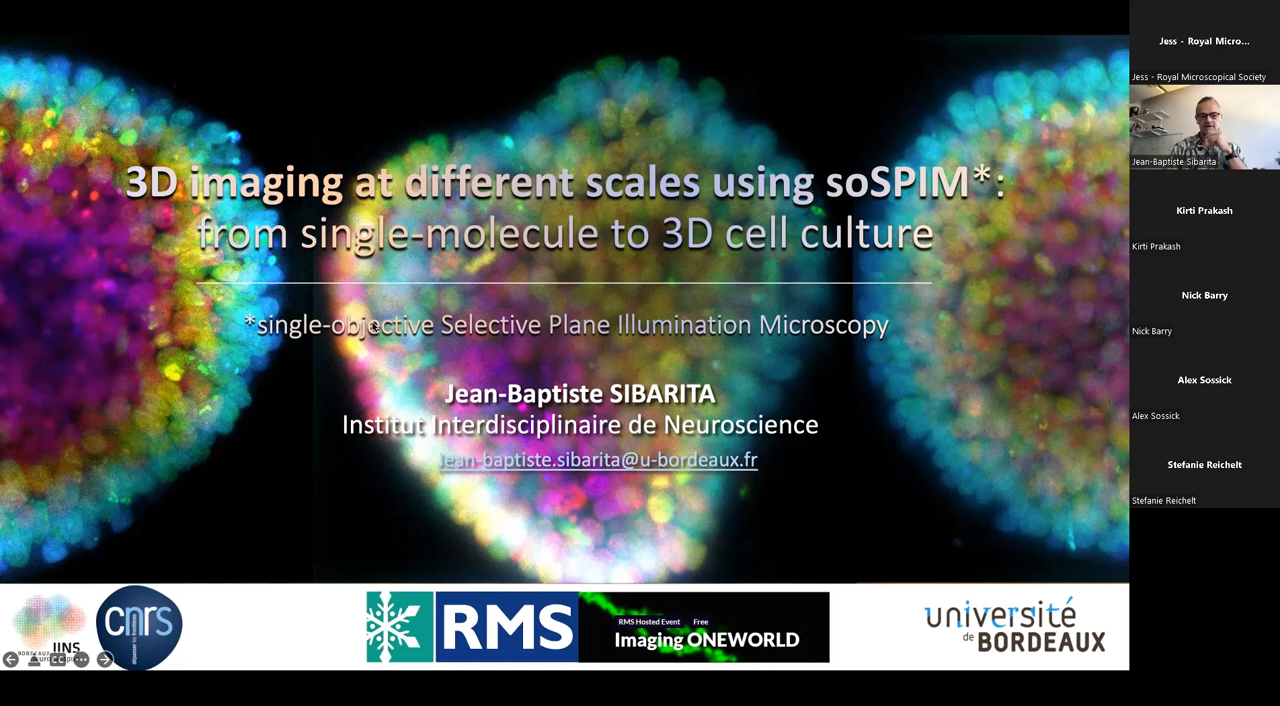 3D imaging at different scales using soSPIM*:
from single-molecule to 3D cell culture
*single-objective Selective Plane Illumination Microscopy
Jean-Baptiste SIBARITA
Institut Interdisciplinaire de Neuroscience
jean-baptiste.sibarita@u-bordeaux.fr
IINS
cnrs
RMS
RMS Hosted Event Free
Imaging ONEWORLD
université
de BORDEAUX
Jess - Royal Micro...
Jess - Royal Microscopical Society
Jean-Baptiste Sibarita
Kirti Prakash
Kirti Prakash
Nick Barry
Nick Barry
Alex Sossick
Alex Sossick
Stefanie Reichelt
Stefanie Reichelt